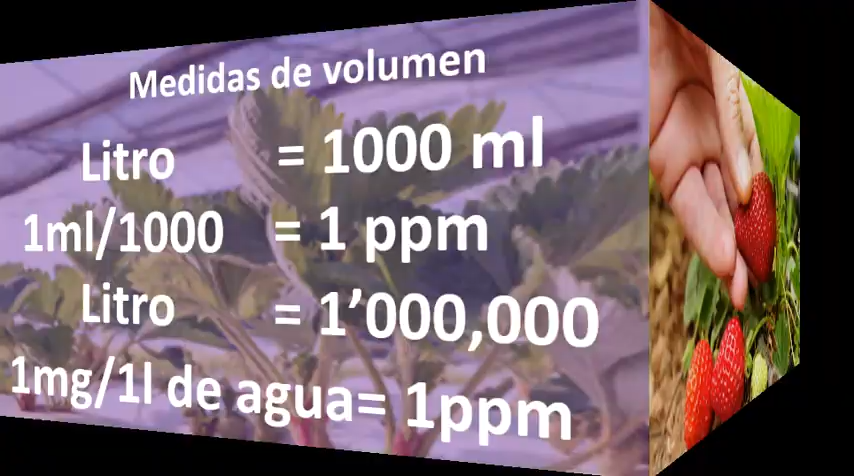 Medidas de volumen
Litro = 1000 ml
1ml/1000 = 1 ppm
Litro = 1’000,000
1mg/1l de agua= 1ppm